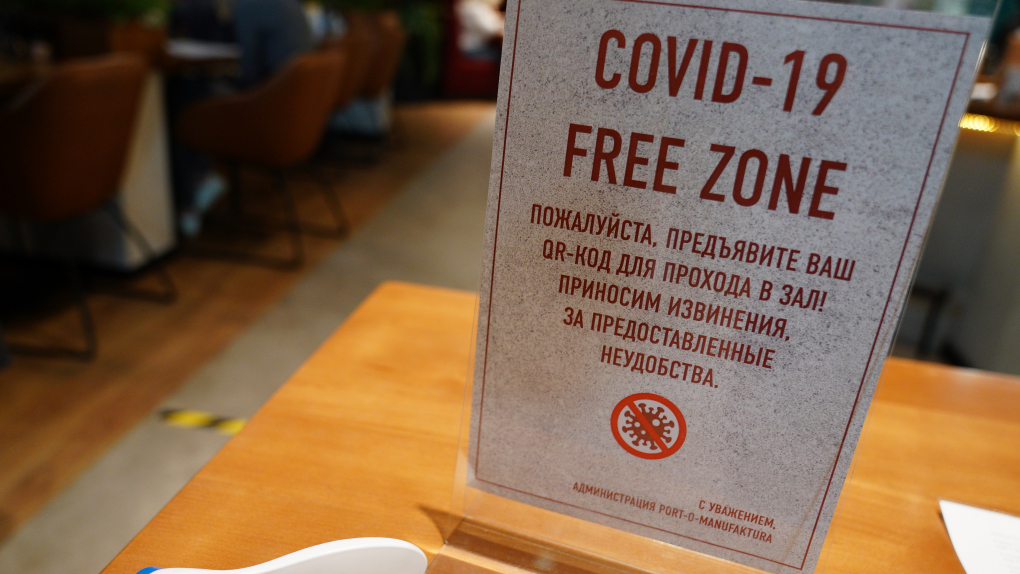 COVID-19
FREE ZONE
ПОЖАЛУЙСТА, ПРЕДЪЯВИТЕ ВАШ
QR-КОД ДЛЯ ПРОХОДА В ЗАЛ!
ПРИНОСИМ ИЗВИНЕНИЯ,
ЗА ПРЕДОСТАВЛЕННЫЕ
НЕУДОБСТВА.
С УВАЖЕНИЕМ,
АДМИНИСТРАЦИЯ PORT-O-MANUFAKTURA